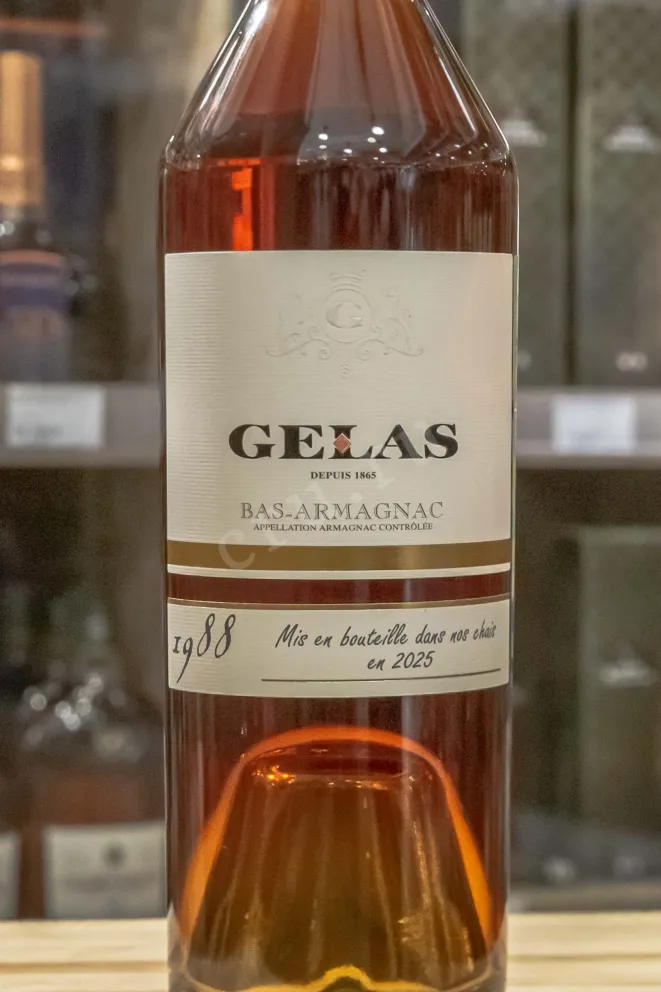 G
GELAS
DEPUIS 1865
BAS-ARMAGNAC
APPELLATION ARMAGNAC CONTRÔLÉE
1988
Mis en bouteille dans nos chais
en 2025